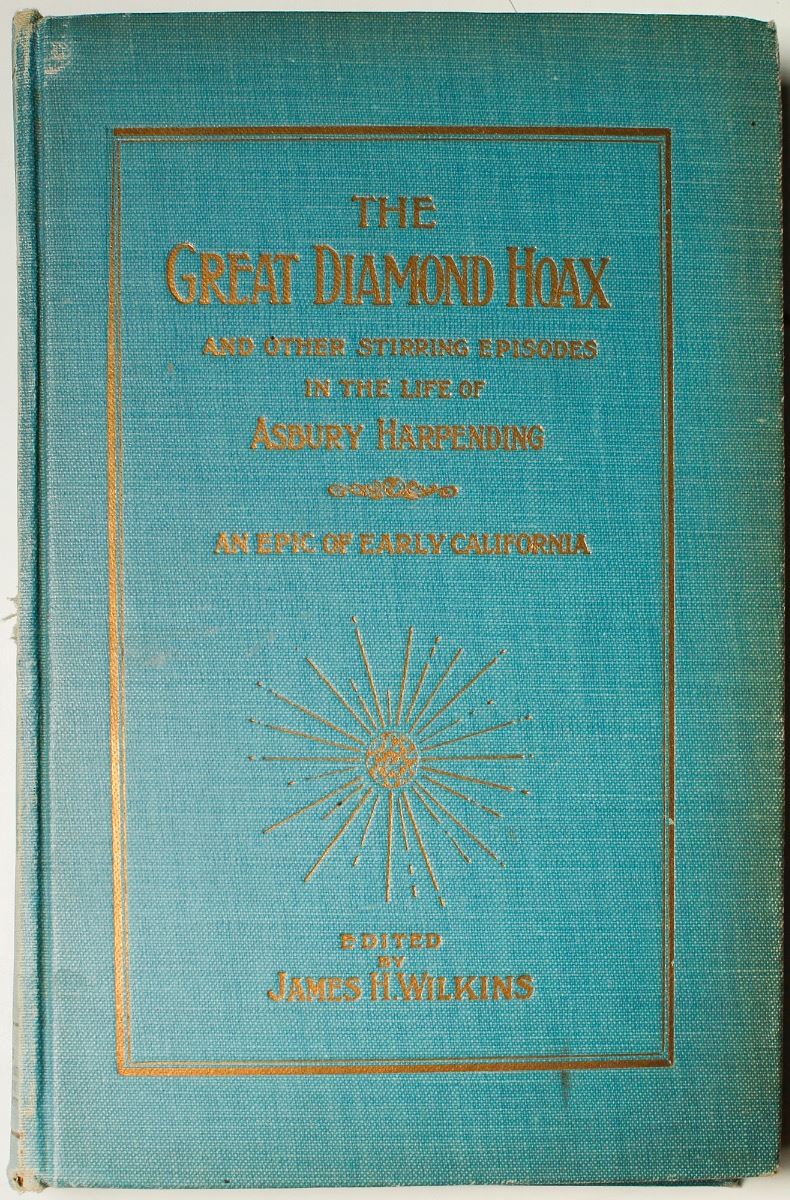 THE
GREAT DIAMOND HOAX
AND OTHER STIRRING EPISODES
IN THE LIFE OF
ASBURY HARPENDING
AN EPIC OF EARLY CALIFORNIA
EDITED
BY
JAMES H. WILKINS